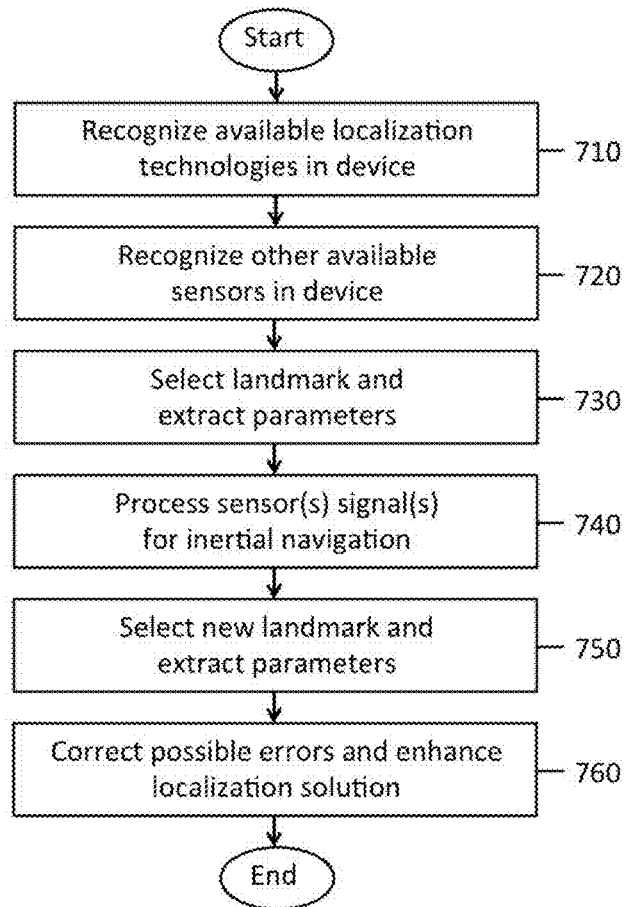 Start
Recognize available localization
technologies in device
710
Recognize other available
sensors in device
720
Select landmark and
extract parameters
730
Process sensor(s) signal(s)
for inertial navigation
740
Select new landmark and
extract parameters
750
Correct possible errors and enhance
localization solution
760
End